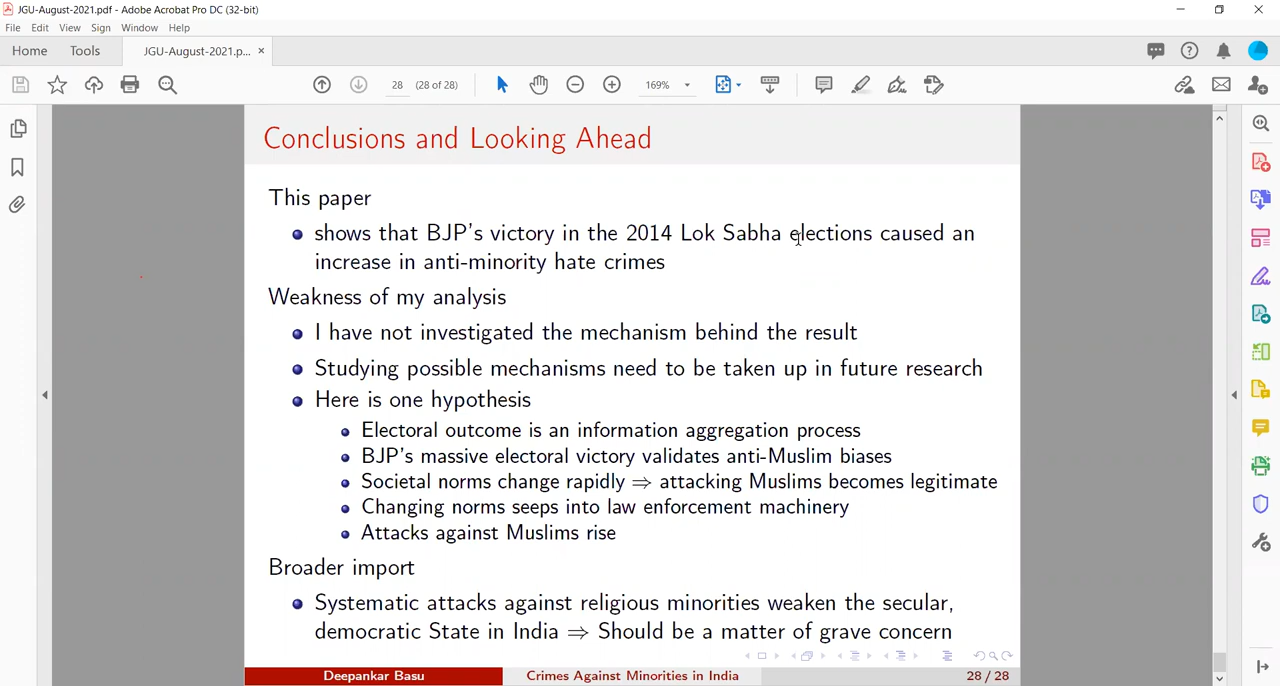 JGU-August-2021.pdf - Adobe Acrobat Pro DC (32-bit)
File Edit View Sign Window Help
Home Tools JGU-August-2021.p... ×
28 (28 of 28) 169%
Conclusions and Looking Ahead
This paper
shows that BJP's victory in the 2014 Lok Sabha elections caused an
increase in anti-minority hate crimes
Weakness of my analysis
I have not investigated the mechanism behind the result
Studying possible mechanisms need to be taken up in future research
Here is one hypothesis
Electoral outcome is an information aggregation process
BJP's massive electoral victory validates anti-Muslim biases
Societal norms change rapidly ⇒ attacking Muslims becomes legitimate
Changing norms seeps into law enforcement machinery
Attacks against Muslims rise
Broader import
Systematic attacks against religious minorities weaken the secular,
democratic State in India ⇒ Should be a matter of grave concern
Deepankar Basu Crimes Against Minorities in India 28 / 28